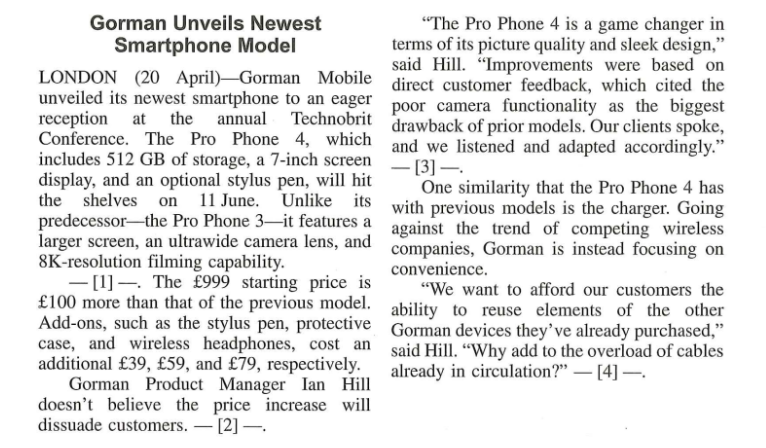 Gorman Unveils Newest
Smartphone Model
LONDON (20 April)—Gorman Mobile
unveiled its newest smartphone to an eager
reception at the annual Technobrit
Conference. The Pro Phone 4, which
includes 512 GB of storage, a 7-inch screen
display, and an optional stylus pen, will hit
the shelves on 11 June. Unlike its
predecessor—the Pro Phone 3—it features a
larger screen, an ultrawide camera lens, and
8K-resolution filming capability.
— [1] —. The £999 starting price is
£100 more than that of the previous model.
Add-ons, such as the stylus pen, protective
case, and wireless headphones, cost an
additional £39, £59, and £79, respectively.
Gorman Product Manager Ian Hill
doesn’t believe the price increase will
dissuade customers. — [2] —.
“The Pro Phone 4 is a game changer in
terms of its picture quality and sleek design,”
said Hill. “Improvements were based on
direct customer feedback, which cited the
poor camera functionality as the biggest
drawback of prior models. Our clients spoke,
and we listened and adapted accordingly.”
— [3] —.
One similarity that the Pro Phone 4 has
with previous models is the charger. Going
against the trend of competing wireless
companies, Gorman is instead focusing on
convenience.
“We want to afford our customers the
ability to reuse elements of the other
Gorman devices they’ve already purchased,”
said Hill. “Why add to the overload of cables
already in circulation?” — [4] —.